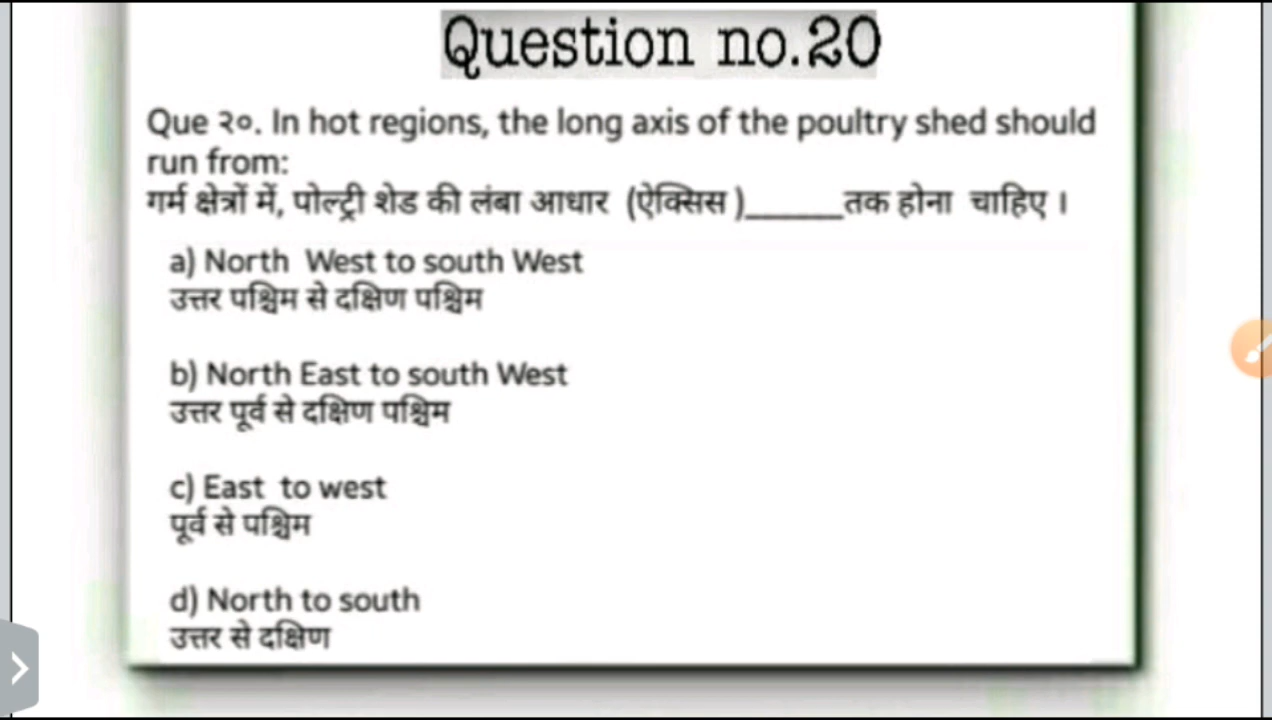 Question no.20
Que २०. In hot regions, the long axis of the poultry shed should
run from:
गर्म क्षेत्रों में, पोल्ट्री शेड की लंबा आधार (ऐक्सिस )______तक होना चाहिए ।
a) North West to south West
उत्तर पश्चिम से दक्षिण पश्चिम
b) North East to south West
उत्तर पूर्व से दक्षिण पश्चिम
c) East to west
पूर्व से पश्चिम
d) North to south
उत्तर से दक्षिण